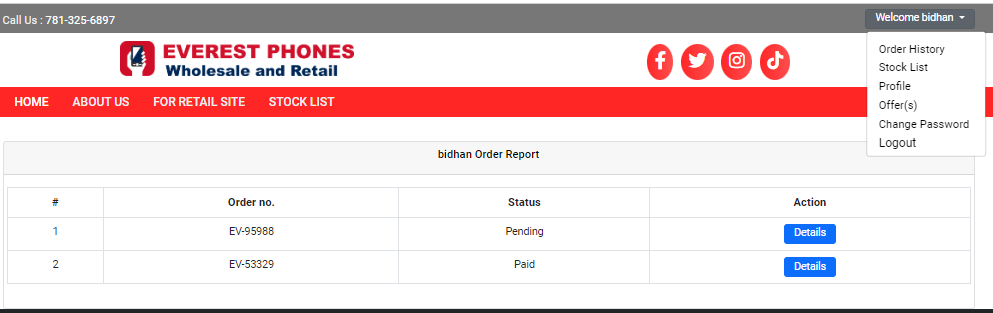 Call Us : 781-325-6897
Welcome bidhan
EVEREST PHONES
Wholesale and Retail
Order History
Stock List
Profile
Offer(s)
Change Password
Logout
HOME ABOUT US FOR RETAIL SITE STOCK LIST
bidhan Order Report
# Order no. Status Action
1 EV-95988 Pending Details
2 EV-53329 Paid Details